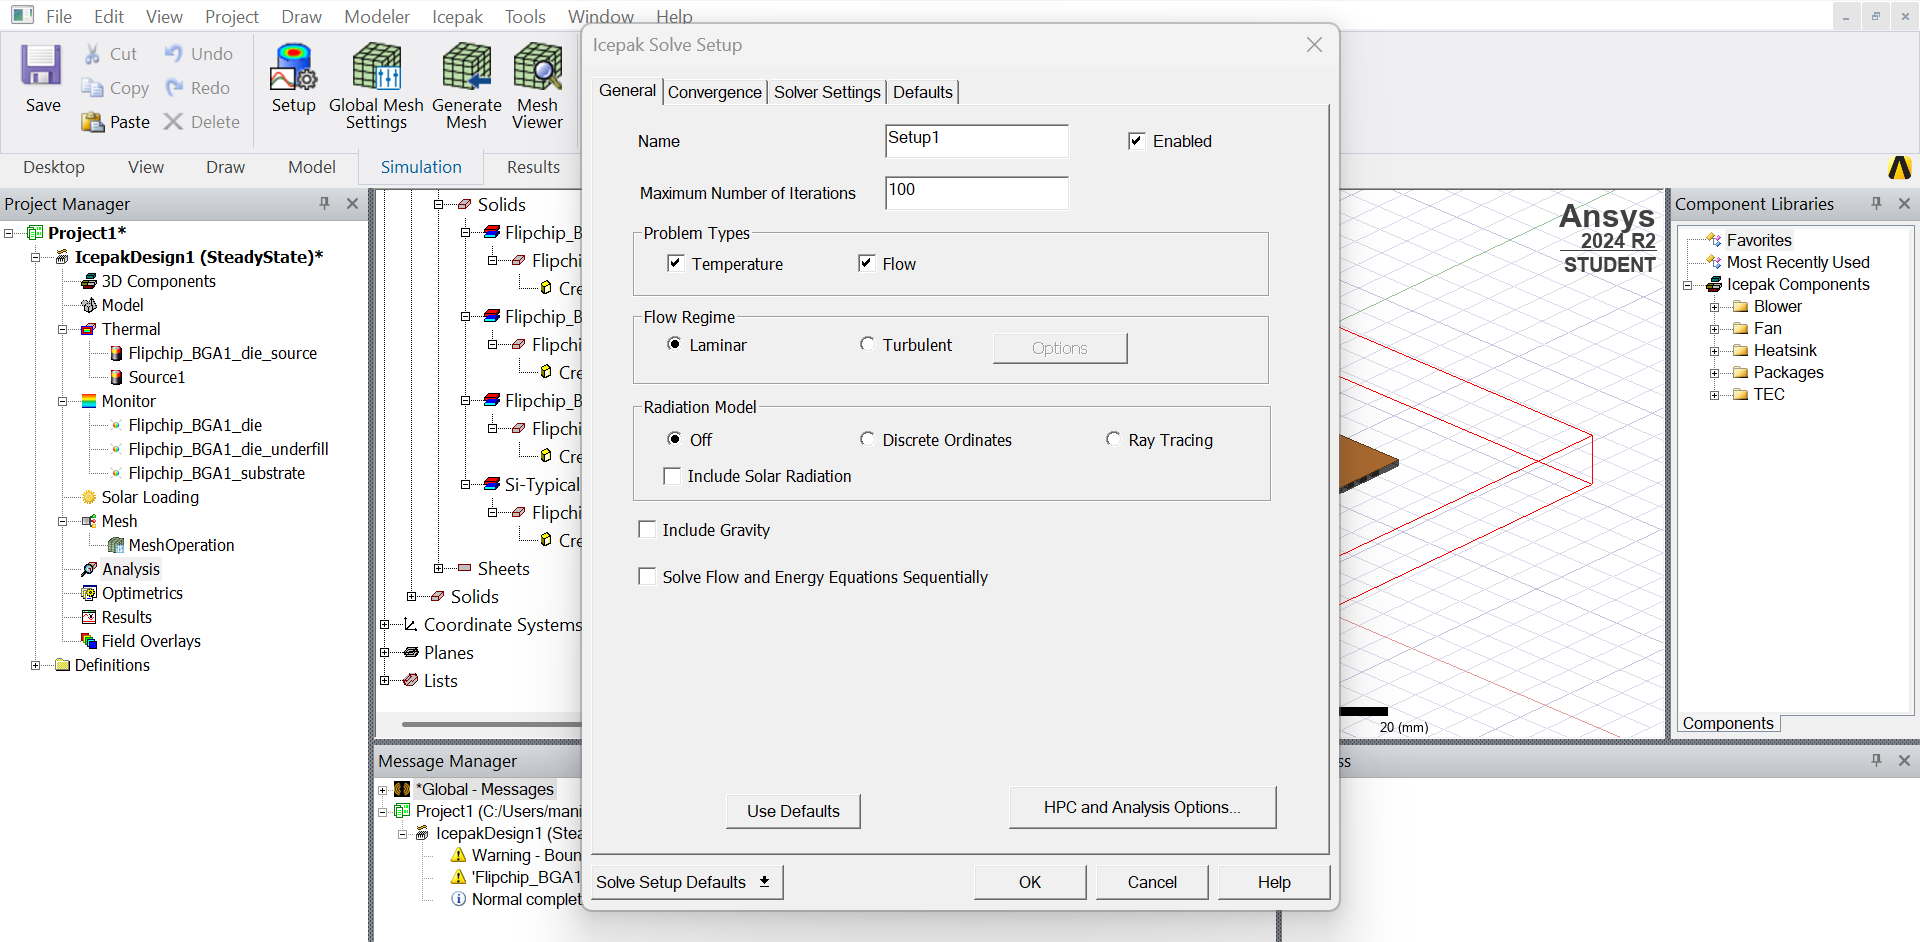 File Edit View Project Draw Modeler Icepak Tools Window Help
Save
Cut
Copy
Paste
Undo
Redo
Delete
Setup
Global Mesh
Settings
Generate
Mesh
Mesh
Viewer
Desktop View Draw Model Simulation Results
Project Manager
Project1*
IcepakDesign1 (SteadyState)*
3D Components
Model
Thermal
Flipchip_BGA1_die_source
Source1
Monitor
Flipchip_BGA1_die
Flipchip_BGA1_die_underfill
Flipchip_BGA1_substrate
Solar Loading
Mesh
MeshOperation
Analysis
Optimetrics
Results
Field Overlays
Definitions
Solids
Flipchip_B
Flipchi
Cre
Flipchip_B
Flipchi
Cre
Flipchip_B
Flipchi
Cre
Si-Typical
Flipchi
Cre
Sheets
Solids
Coordinate Systems
Planes
Lists
Icepak Solve Setup
General Convergence Solver Settings Defaults
Name Setup1 Enabled
Maximum Number of Iterations 100
Problem Types
Temperature Flow
Flow Regime
Laminar Turbulent Options
Radiation Model
Off Discrete Ordinates Ray Tracing
Include Solar Radiation
Include Gravity
Solve Flow and Energy Equations Sequentially
Use Defaults HPC and Analysis Options...
Solve Setup Defaults OK Cancel Help
Ansys
2024 R2
STUDENT
20 (mm)
Component Libraries
Favorites
Most Recently Used
Icepak Components
Blower
Fan
Heatsink
Packages
TEC
Components
Message Manager
*Global - Messages
Project1 (C:/Users/mani
IcepakDesign1 (Stea
Warning - Boun
'Flipchip_BGA1
Normal complet
ss